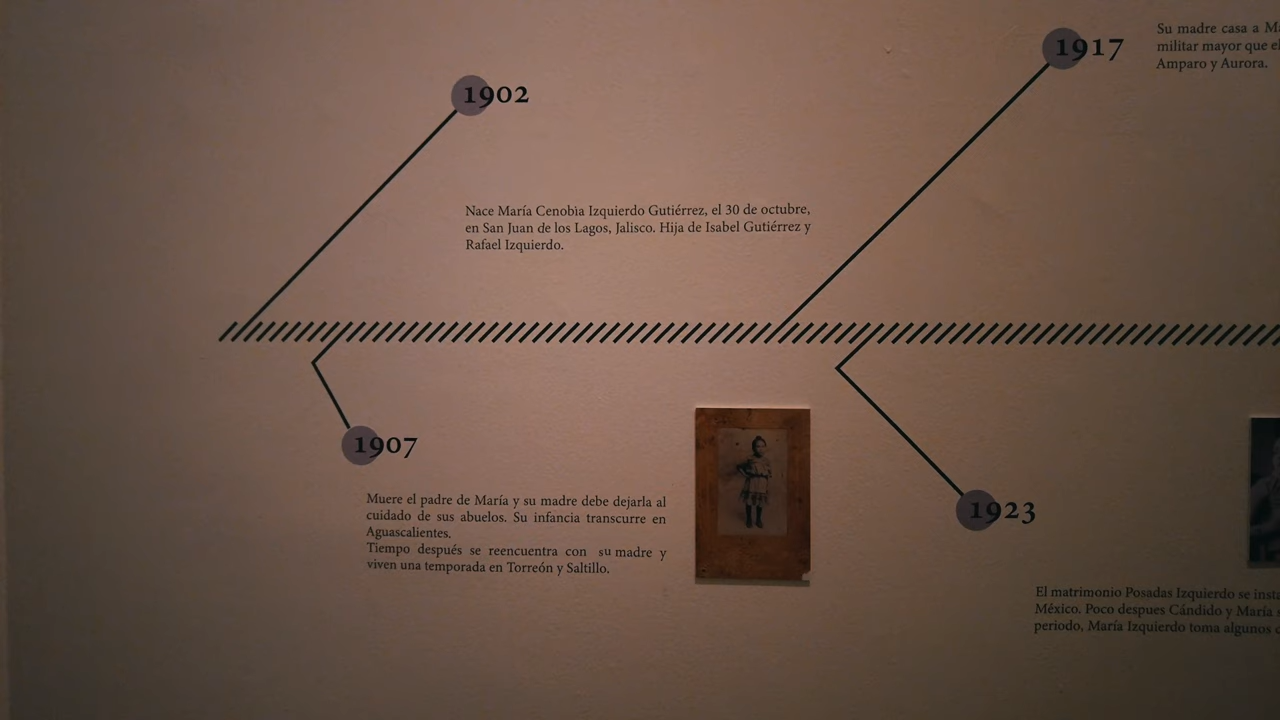 1902
Nace María Cenobia Izquierdo Gutiérrez, el 30 de octubre,
en San Juan de los Lagos, Jalisco. Hija de Isabel Gutiérrez y
Rafael Izquierdo.
1907
Muere el padre de María y su madre debe dejarla al
cuidado de sus abuelos. Su infancia transcurre en
Aguascalientes.
Tiempo después se reencuentra con su madre y
viven una temporada en Torreón y Saltillo.
1917
Su madre casa a
militar mayor que
Amparo y Aurora.
1923
El matrimonio Posadas Izquierdo se
México. Poco despues Cándido y María
periodo, María Izquierdo toma algunos